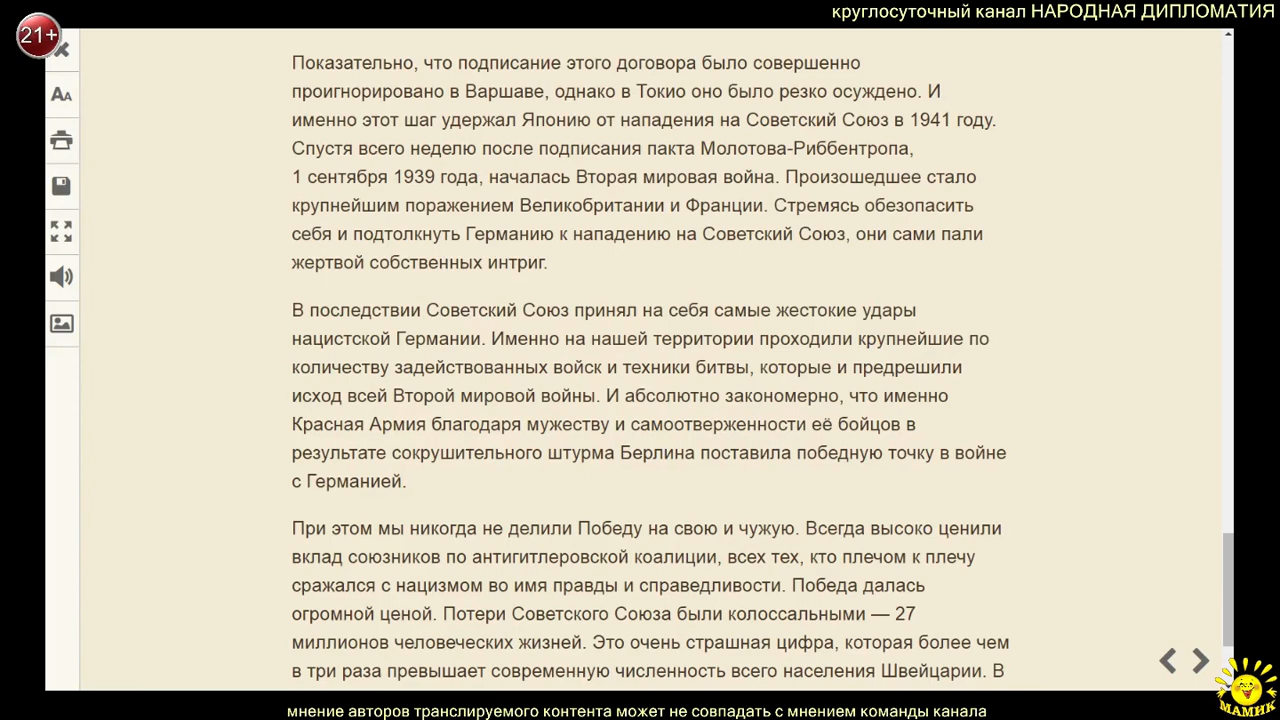 круглосуточный канал НАРОДНАЯ ДИПЛОМАТИЯ
21+
AA
Показательно, что подписание этого договора было совершенно
проигнорировано в Варшаве, однако в Токио оно было резко осуждено. И
именно этот шаг удержал Японию от нападения на Советский Союз в 1941 году.
Спустя всего неделю после подписания пакта Молотова-Риббентропа,
1 сентября 1939 года, началась Вторая мировая война. Произошедшее стало
крупнейшим поражением Великобритании и Франции. Стремясь обезопасить
себя и подтолкнуть Германию к нападению на Советский Союз, они сами пали
жертвой собственных интриг.
В последствии Советский Союз принял на себя самые жестокие удары
нацистской Германии. Именно на нашей территории проходили крупнейшие по
количеству задействованных войск и техники битвы, которые и предрешили
исход всей Второй мировой войны. И абсолютно закономерно, что именно
Красная Армия благодаря мужеству и самоотверженности её бойцов в
результате сокрушительного штурма Берлина поставила победную точку в войне
с Германией.
При этом мы никогда не делили Победу на свою и чужую. Всегда высоко ценили
вклад союзников по антигитлеровской коалиции, всех тех, кто плечом к плечу
сражался с нацизмом во имя правды и справедливости. Победа далась
огромной ценой. Потери Советского Союза были колоссальными — 27
миллионов человеческих жизней. Это очень страшная цифра, которая более чем
в три раза превышает современную численность всего населения Швейцарии. В
МАМИК
мнение авторов транслируемого контента может не совпадать с мнением команды канала